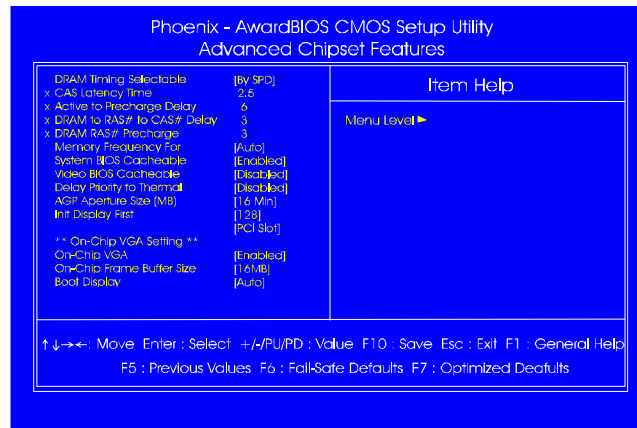 Phoenix - AwardBIOS CMOS Setup Utility
Advanced Chipset Features
DRAM Timing Selectable [By SPD]
x CAS Latency Time 2.5
x Active to Precharge Delay 6
x DRAM to RAS# to CAS# Delay 3
x DRAM RAS# Precharge 3
Memory Frequency For [Auto]
System BIOS Cacheable [Enabled]
Video BIOS Cacheable [Disabled]
Delay Priority to Thermal [Disabled]
AGP Aperture Size (MB) [16 Min]
Init Display First [128]
[PCI Slot]
** On-Chip VGA Setting **
On-Chip VGA [Enabled]
On-Chip Frame Buffer Size [16MB]
Boot Display [Auto]
Item Help
Menu Level ►
↑↓→←: Move Enter : Select +/-/PU/PD : Value F10 : Save Esc : Exit F1 : General Help
F5 : Previous Values F6 : Fail-Safe Defaults F7 : Optimized Deafults